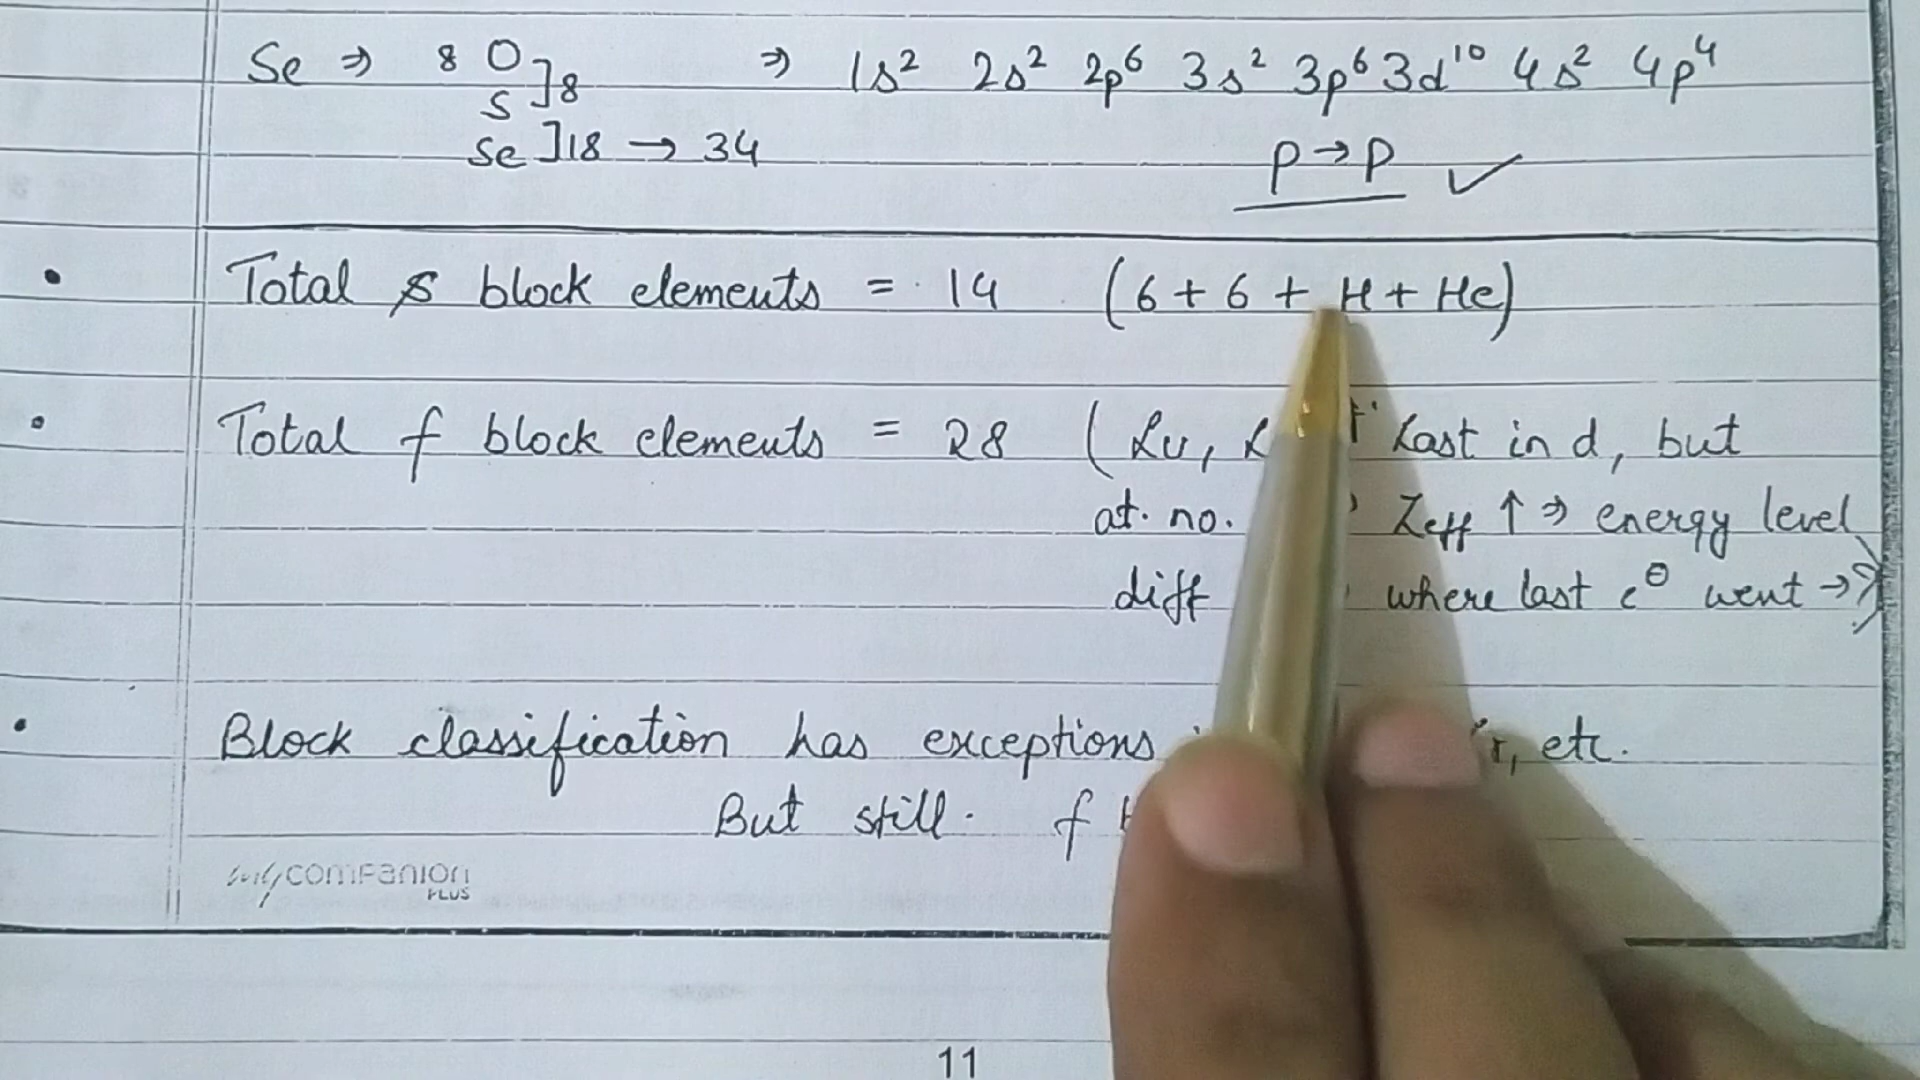 Se ⇒ 8 O ]8 ⇒ 1s² 2s² 2p⁶ 3s² 3p⁶ 3d¹⁰ 4s² 4p⁴
S
Se ]18 → 34 p → p ✓
• Total s block elements = 14 (6 + 6 + H + He)
• Total f block elements = 28 ( Lu, Last in d, but
at. no. Zeff ↑ ⇒ energy level
diff where last e⊖ went →
• Block classification has exceptions etc.
But still. f
companion
PLUS
11